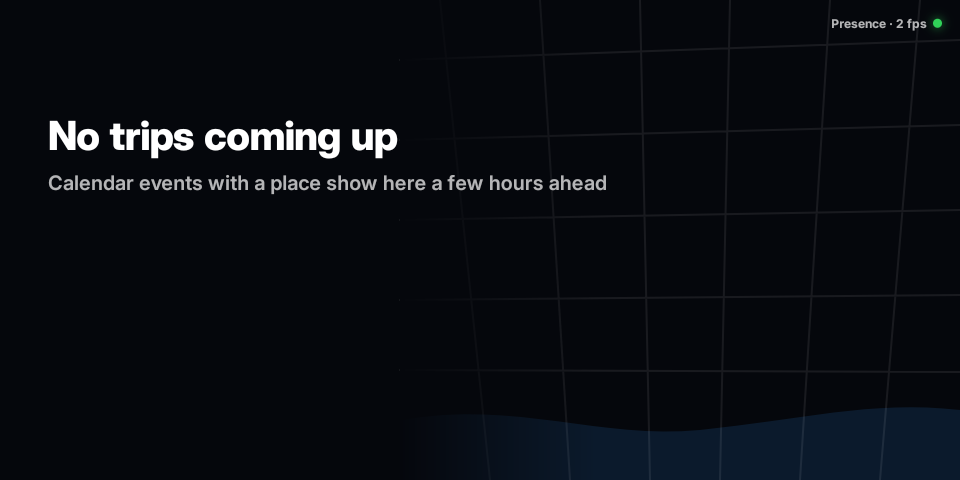 Presence · 2 fps
No trips coming up
Calendar events with a place show here a few hours ahead